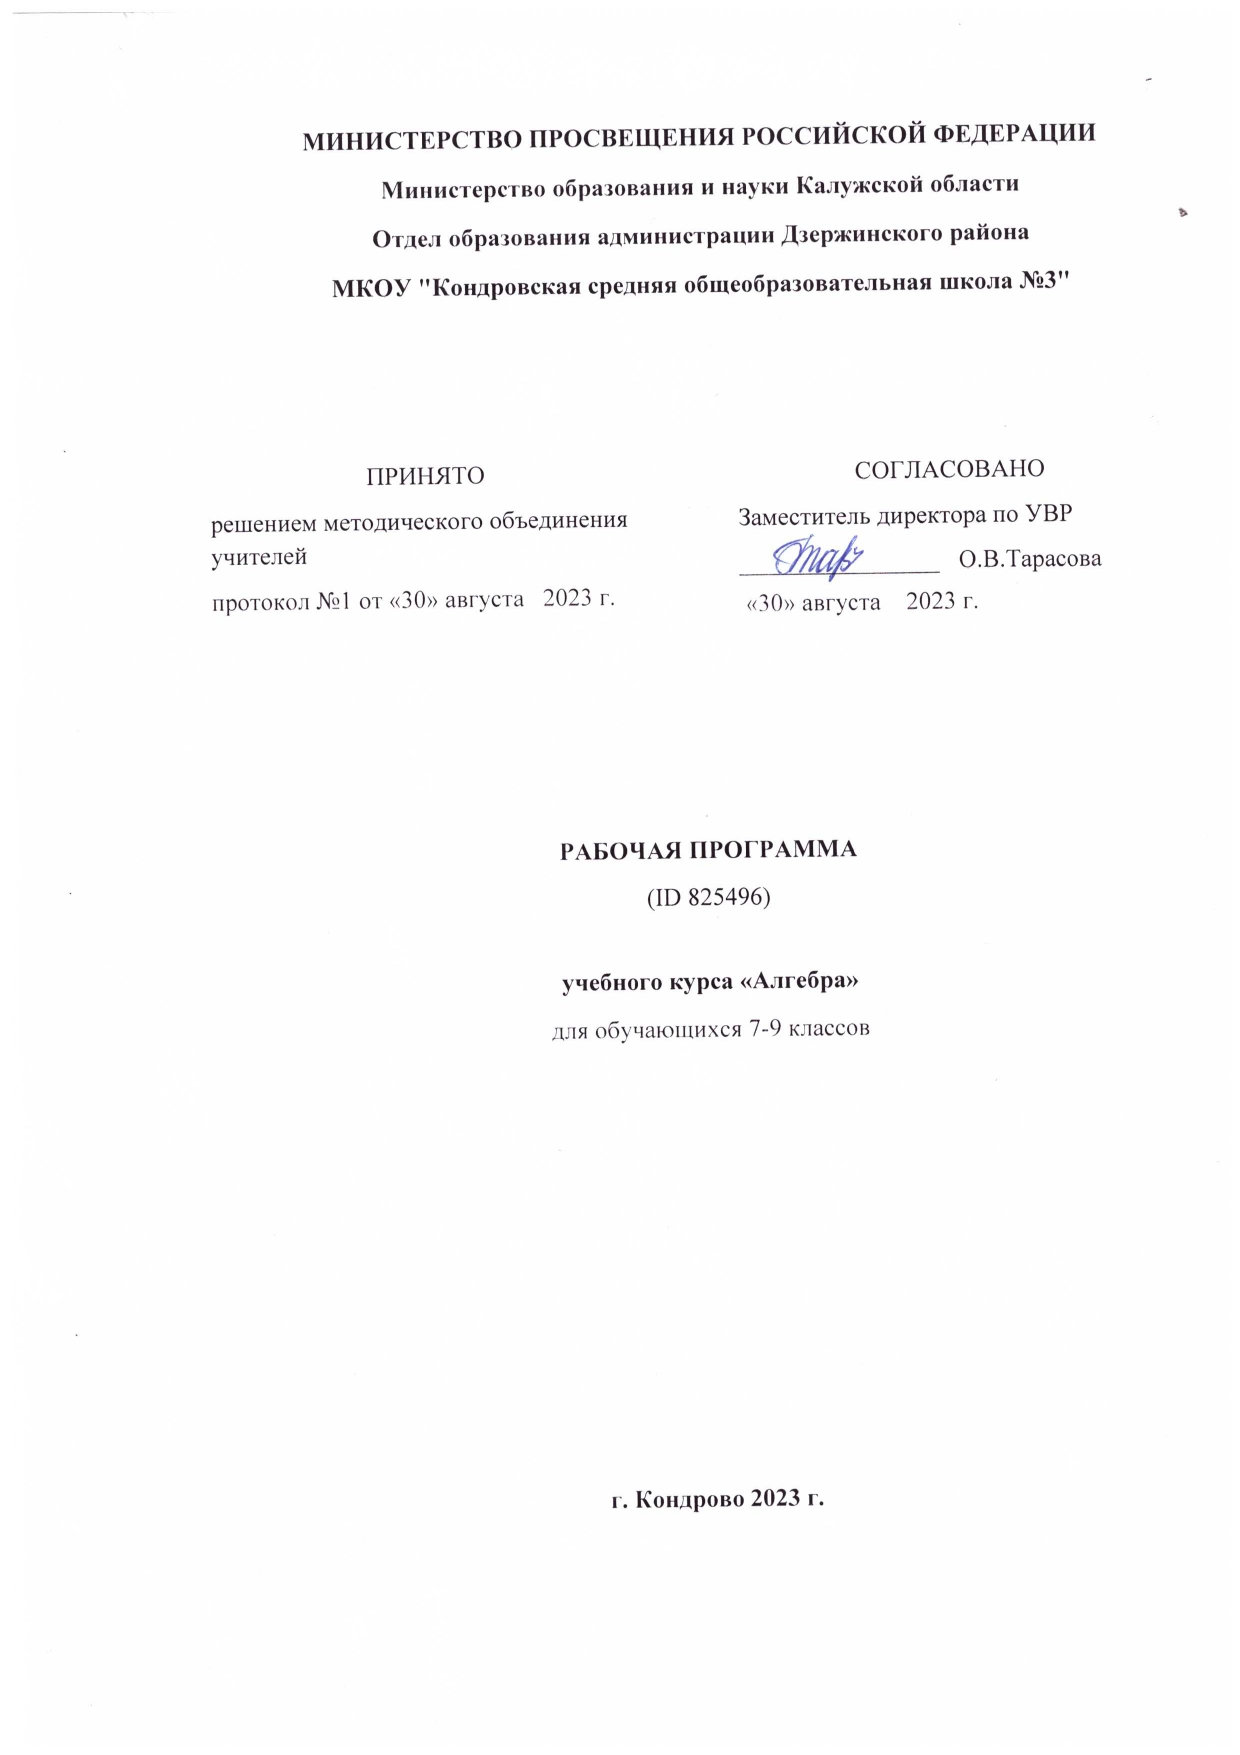 МИНИСТЕРСТВО ПРОСВЕЩЕНИЯ РОССИЙСКОЙ ФЕДЕРАЦИИ
Министерство образования и науки Калужской области
Отдел образования администрации Дзержинского района
МКОУ "Кондровская средняя общеобразовательная школа №3"
ПРИНЯТО
решением методического объединения
учителей
протокол №1 от «30» августа 2023 г.
СОГЛАСОВАНО
Заместитель директора по УВР
О.В.Тарасова
«30» августа 2023 г.
РАБОЧАЯ ПРОГРАММА
(ID 825496)
учебного курса «Алгебра»
для обучающихся 7-9 классов
г. Кондрово 2023 г.